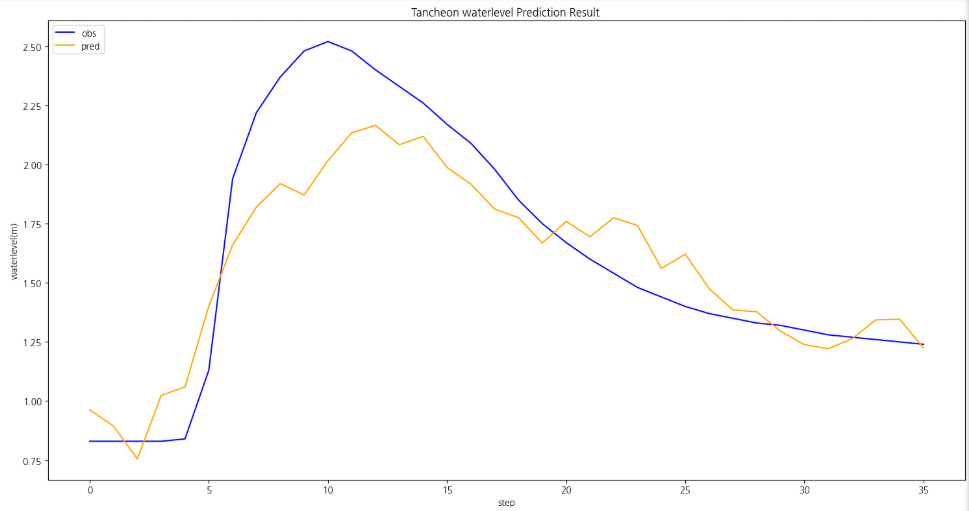 Tancheon waterlevel Prediction Result
obs
pred
2.50
2.25
2.00
1.75
1.50
1.25
1.00
0.75
waterlevel(m)
0 5 10 15 20 25 30 35
step